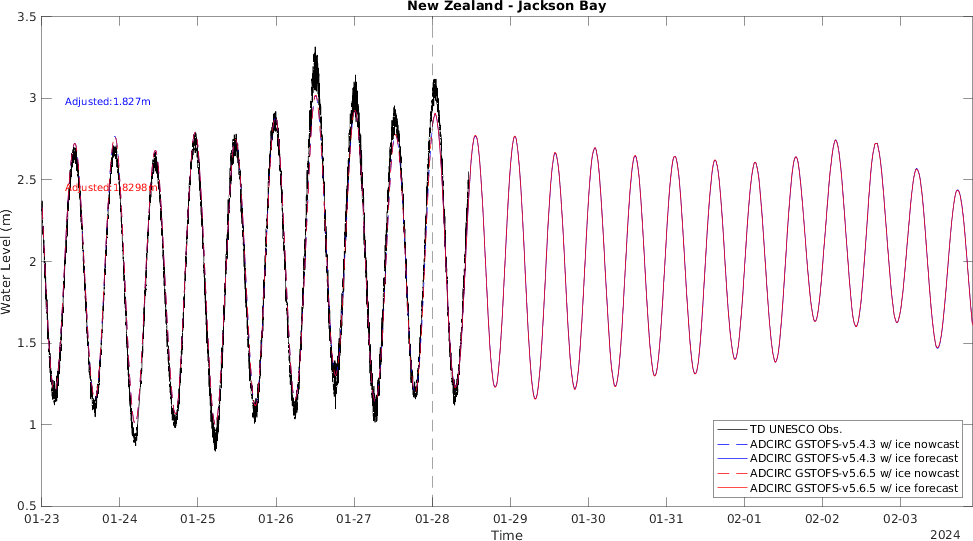 New Zealand - Jackson Bay
3.5
3
2.5
2
1.5
1
0.5
Water Level (m)
Adjusted:1.827m
Adjusted:1.8298m
TD UNESCO Obs.
ADCIRC GSTOFS-v5.4.3 w/ ice nowcast
ADCIRC GSTOFS-v5.4.3 w/ ice forecast
ADCIRC GSTOFS-v5.6.5 w/ ice nowcast
ADCIRC GSTOFS-v5.6.5 w/ ice forecast
01-23 01-24 01-25 01-26 01-27 01-28 01-29 01-30 01-31 02-01 02-02 02-03
Time
2024